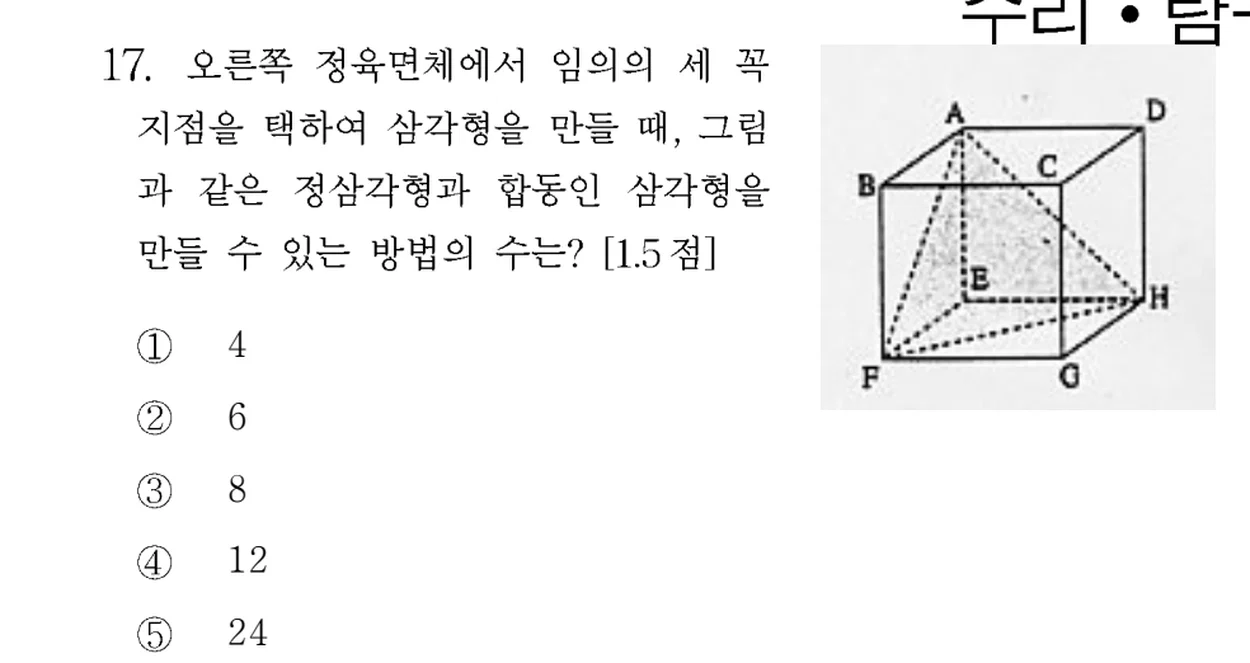 수리 • 탐구
17. 오른쪽 정육면체에서 임의의 세 꼭
지점을 택하여 삼각형을 만들 때, 그림
과 같은 정삼각형과 합동인 삼각형을
만들 수 있는 방법의 수는? [1.5점]
① 4
② 6
③ 8
④ 12
⑤ 24
A
D
B
C
E
H
F
G